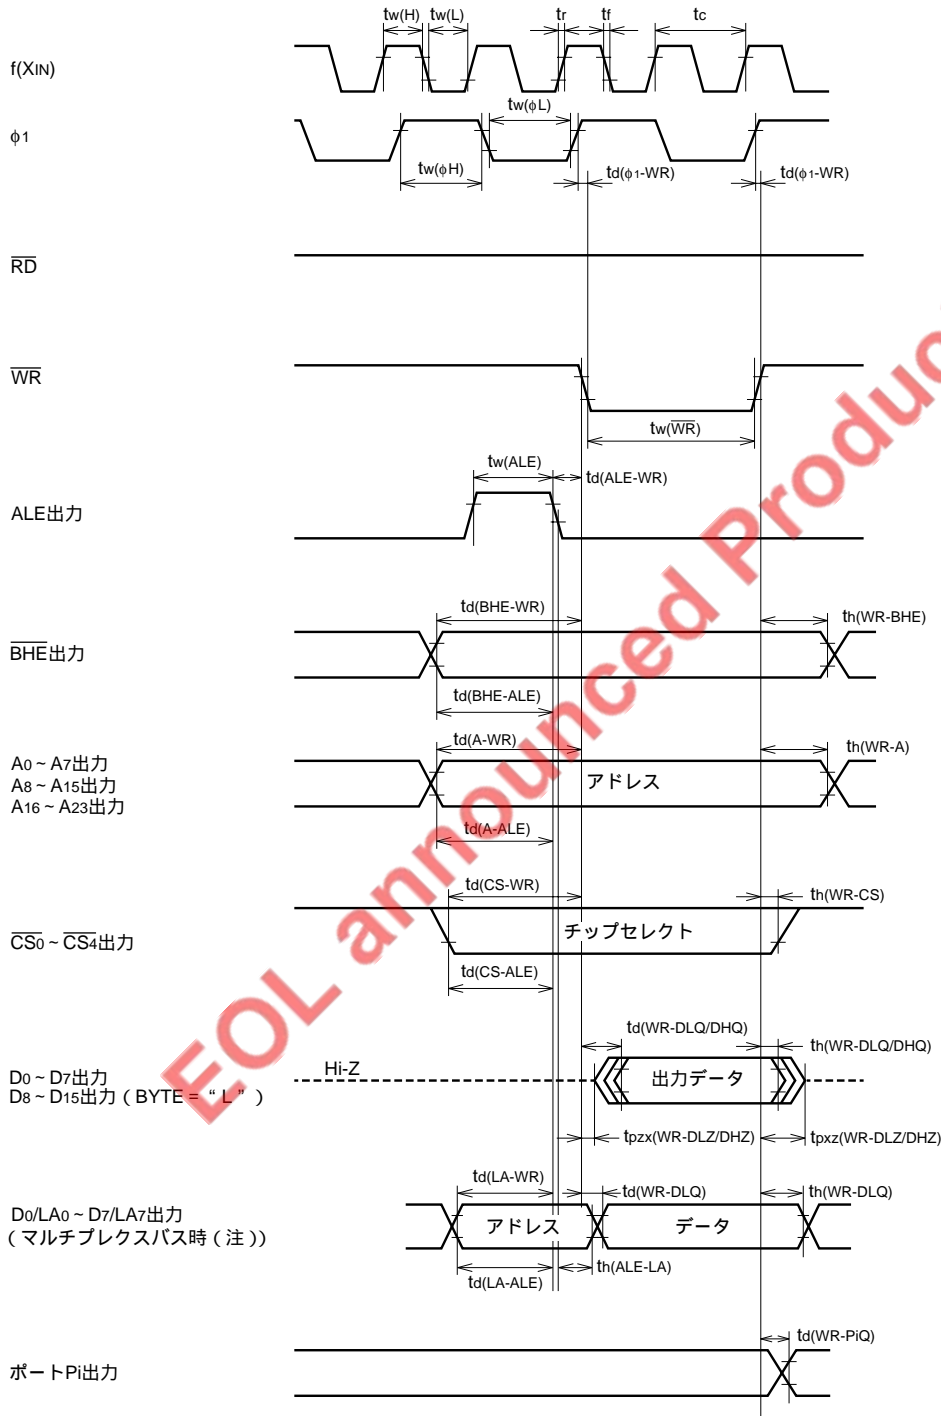 tw(H) tw(L) tr tf tc
f(XIN)
tw(φL)
φ1
tw(φH) td(φ1-WR) td(φ1-WR)
RD
WR
tw(WR)
tw(ALE) td(ALE-WR)
ALE出力
td(BHE-WR) th(WR-BHE)
BHE出力
td(BHE-ALE)
td(A-WR) th(WR-A)
A0 ~ A7出力
A8 ~ A15出力
A16 ~ A23出力
アドレス
td(A-ALE)
td(CS-WR) th(WR-CS)
CS0 ~ CS4出力
チップセレクト
td(CS-ALE)
td(WR-DLQ/DHQ) th(WR-DLQ/DHQ)
Hi-Z
D0 ~ D7出力
D8 ~ D15出力 ( BYTE = “ L ” )
出力データ
tpzx(WR-DLZ/DHZ) tpxz(WR-DLZ/DHZ)
td(LA-WR) td(WR-DLQ) th(WR-DLQ)
D0/LA0 ~ D7/LA7出力
( マルチプレクスバス時 ( 注 ))
アドレス データ
td(LA-ALE) th(ALE-LA)
td(WR-PiQ)
ポートPi出力
EOL announced Produc